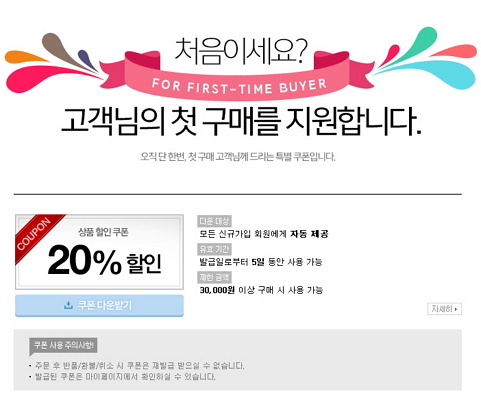 처음이세요?
FOR FIRST-TIME BUYER
고객님의 첫 구매를 지원합니다.
오직 단 한번, 첫 구매 고객님께 드리는 특별 쿠폰입니다.
COUPON
상품 할인 쿠폰
20% 할인
쿠폰 다운받기
다운 대상
모든 신규가입 회원에게 자동 제공
유효 기간
발급일로부터 5일 동안 사용 가능
제한 금액
30,000원 이상 구매 시 사용 가능
자세히
쿠폰 사용 주의사항!
• 주문 후 반품/환불/취소 시 쿠폰은 재발급 받으실 수 없습니다.
• 발급된 쿠폰은 마이페이지에서 확인하실 수 있습니다.